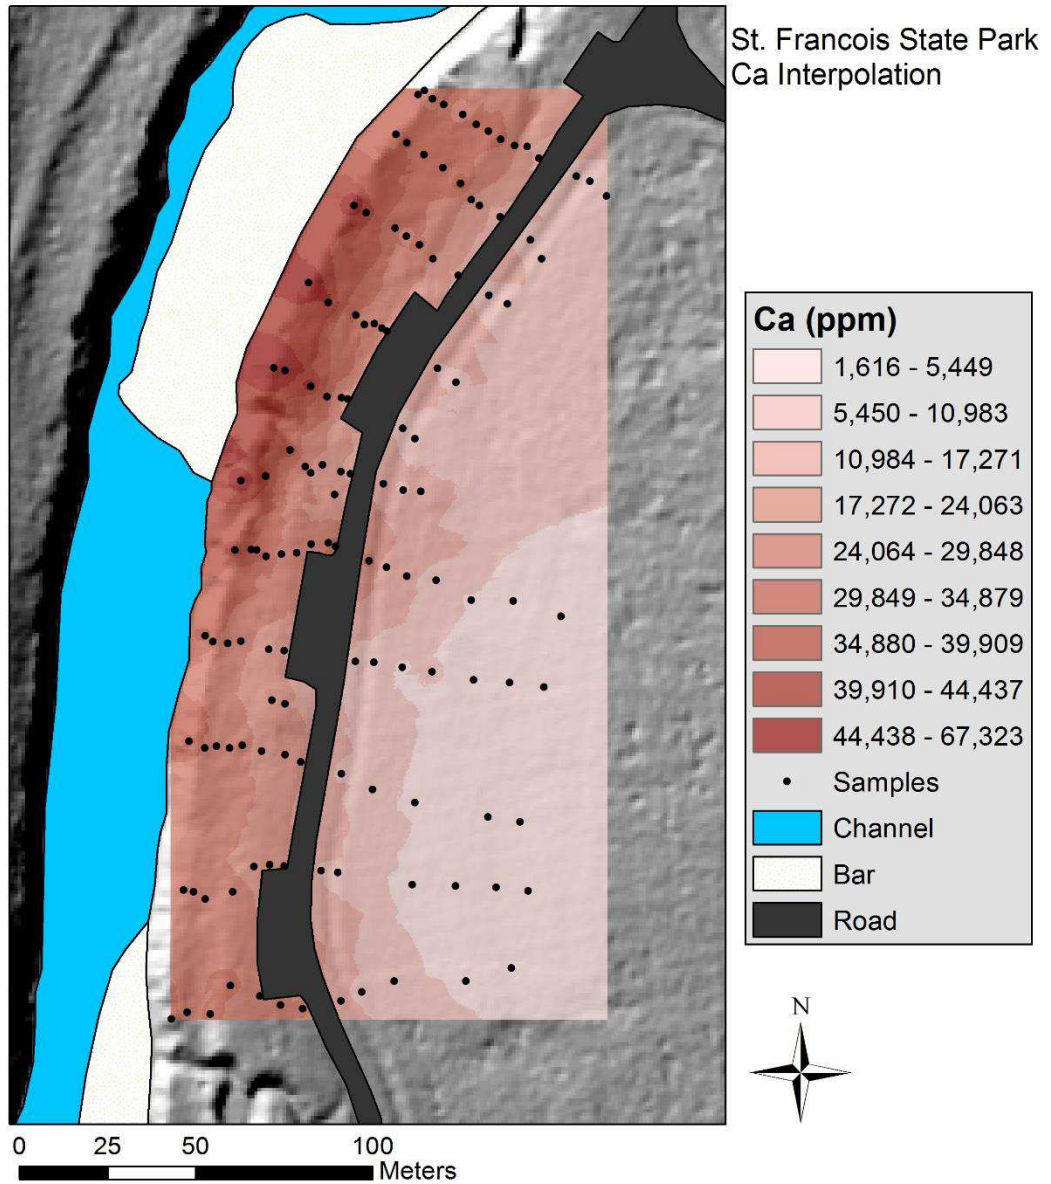 St. Francois State Park
Ca Interpolation
Ca (ppm)
1,616 - 5,449
5,450 - 10,983
10,984 - 17,271
17,272 - 24,063
24,064 - 29,848
29,849 - 34,879
34,880 - 39,909
39,910 - 44,437
44,438 - 67,323
Samples
Channel
Bar
Road
N
0 25 50 100
Meters